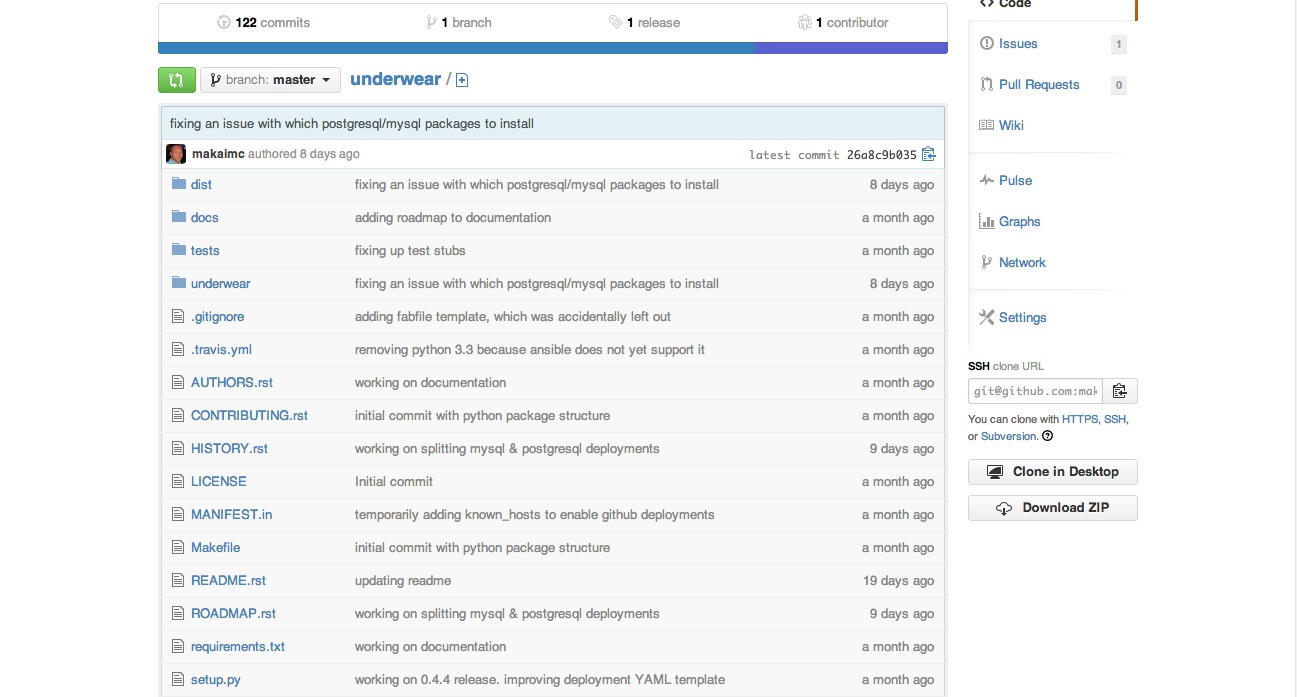 122 commits 1 branch 1 release 1 contributor
branch: master underwear /
fixing an issue with which postgresql/mysql packages to install
makaimc authored 8 days ago latest commit 26a8c9b035
dist fixing an issue with which postgresql/mysql packages to install 8 days ago
docs adding roadmap to documentation a month ago
tests fixing up test stubs a month ago
underwear fixing an issue with which postgresql/mysql packages to install 8 days ago
.gitignore adding fabfile template, which was accidentally left out a month ago
.travis.yml removing python 3.3 because ansible does not yet support it a month ago
AUTHORS.rst working on documentation a month ago
CONTRIBUTING.rst initial commit with python package structure a month ago
HISTORY.rst working on splitting mysql & postgresql deployments 9 days ago
LICENSE Initial commit a month ago
MANIFEST.in temporarily adding known_hosts to enable github deployments a month ago
Makefile initial commit with python package structure a month ago
README.rst updating readme 19 days ago
ROADMAP.rst working on splitting mysql & postgresql deployments 9 days ago
requirements.txt working on documentation a month ago
setup.py working on 0.4.4 release. improving deployment YAML template a month ago
Code
Issues 1
Pull Requests 0
Wiki
Pulse
Graphs
Network
Settings
SSH clone URL
git@github.com:mak
You can clone with HTTPS, SSH,
or Subversion.
Clone in Desktop
Download ZIP